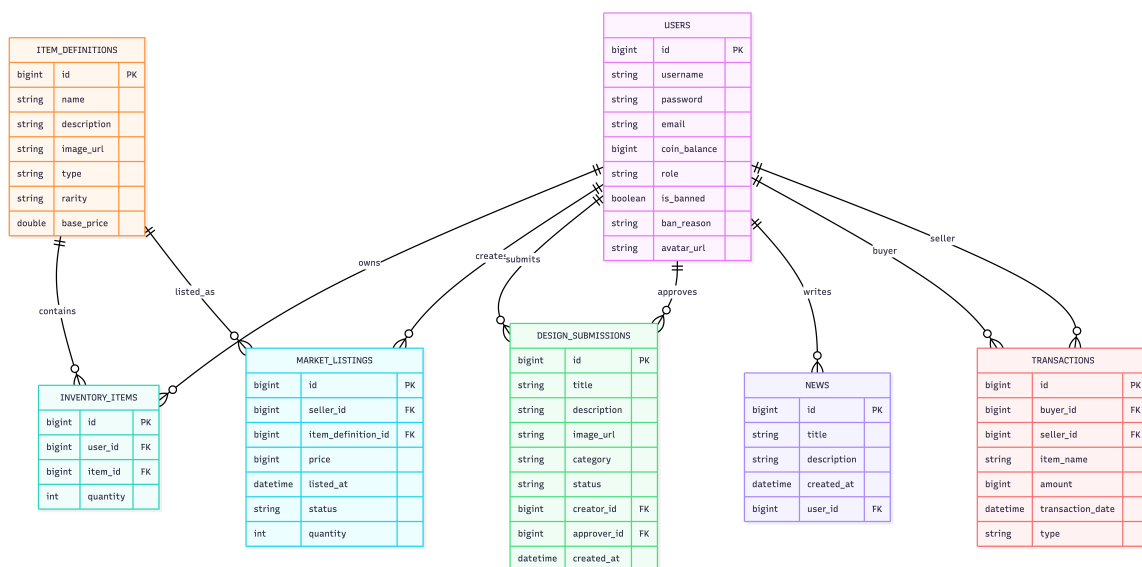 USERS
bigint id PK
string username
string password
string email
bigint coin_balance
string role
boolean is_banned
string ban_reason
string avatar_url
ITEM_DEFINITIONS
bigint id PK
string name
string description
string image_url
string type
string rarity
double base_price
owns
creates
submits
approves
writes
buyer
seller
listed_as
contains
INVENTORY_ITEMS
bigint id PK
bigint user_id FK
bigint item_id FK
int quantity
MARKET_LISTINGS
bigint id PK
bigint seller_id FK
bigint item_definition_id FK
bigint price
datetime listed_at
string status
int quantity
DESIGN_SUBMISSIONS
bigint id PK
string title
string description
string image_url
string category
string status
bigint creator_id FK
bigint approver_id FK
datetime created_at
NEWS
bigint id PK
string title
string description
datetime created_at
bigint user_id FK
TRANSACTIONS
bigint id PK
bigint buyer_id FK
bigint seller_id FK
string item_name
bigint amount
datetime transaction_date
string type